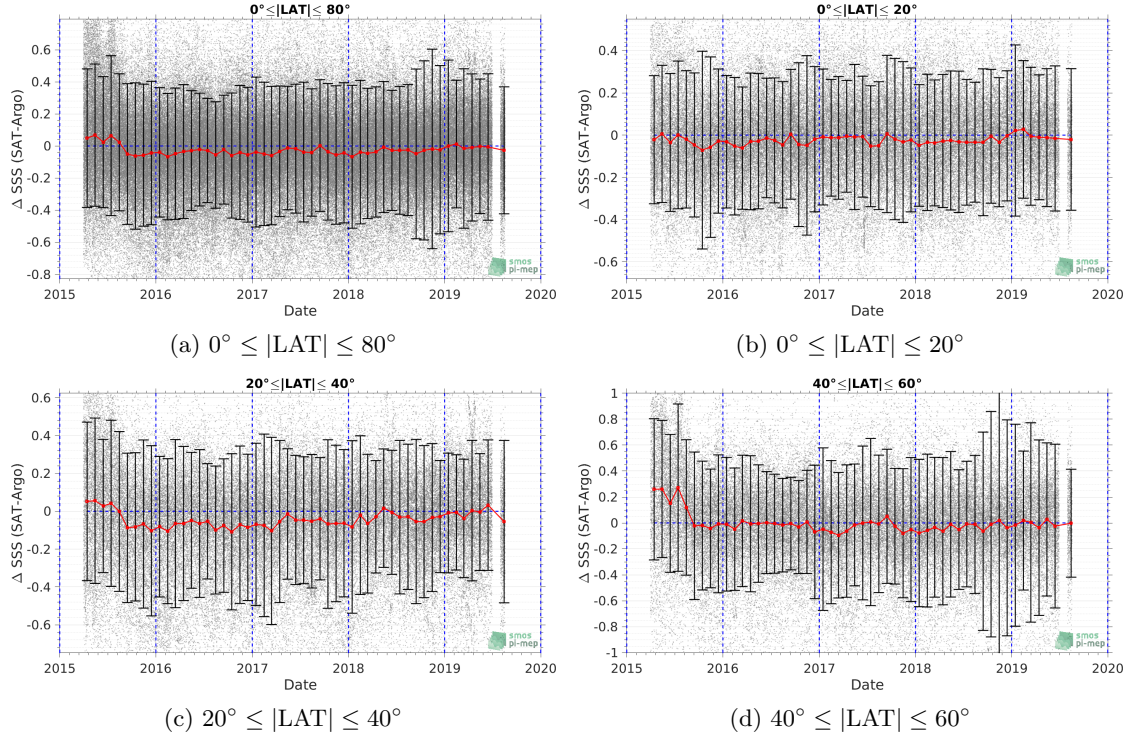 0°≤|LAT|≤ 80°
Δ SSS (SAT-Argo)
0.6
0.4
0.2
0
-0.2
-0.4
-0.6
-0.8
2015 2016 2017 2018 2019 2020
Date
smos
pi-mep
(a) 0° ≤ |LAT| ≤ 80°
0°≤|LAT|≤ 20°
Δ SSS (SAT-Argo)
0.4
0.2
0
-0.2
-0.4
-0.6
2015 2016 2017 2018 2019 2020
Date
smos
pi-mep
(b) 0° ≤ |LAT| ≤ 20°
20°≤|LAT|≤ 40°
Δ SSS (SAT-Argo)
0.6
0.4
0.2
0
-0.2
-0.4
-0.6
2015 2016 2017 2018 2019 2020
Date
smos
pi-mep
(c) 20° ≤ |LAT| ≤ 40°
40°≤|LAT|≤ 60°
Δ SSS (SAT-Argo)
1
0.8
0.6
0.4
0.2
0
-0.2
-0.4
-0.6
-0.8
-1
2015 2016 2017 2018 2019 2020
Date
smos
pi-mep
(d) 40° ≤ |LAT| ≤ 60°